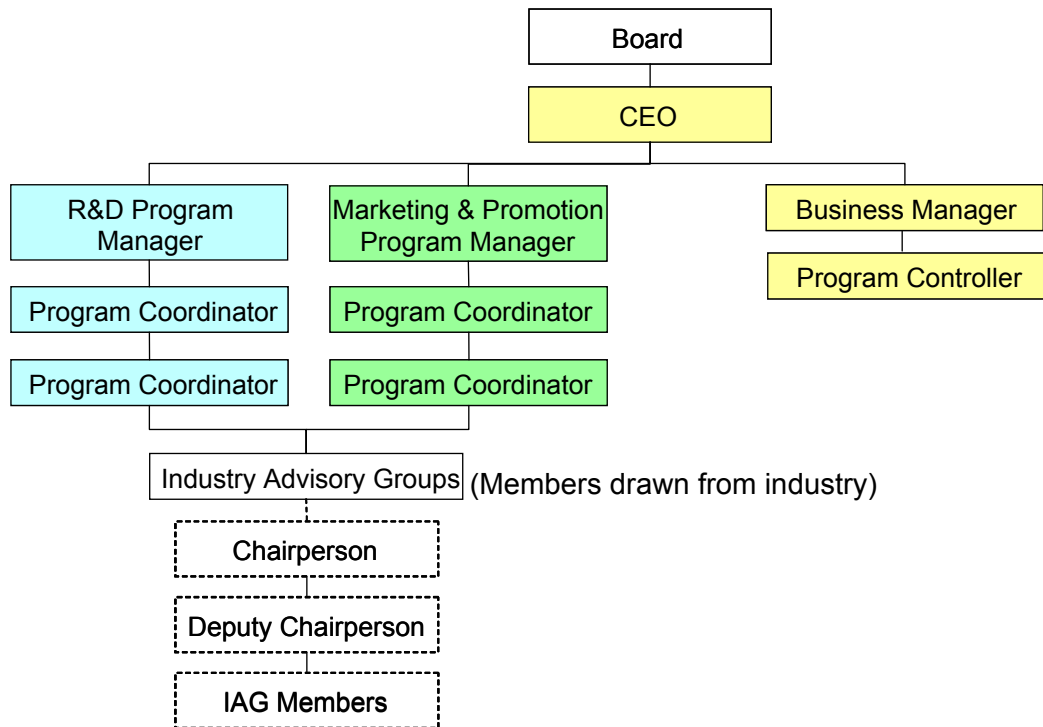 Board
CEO
R&D Program
Manager
Marketing & Promotion
Program Manager
Business Manager
Program Controller
Program Coordinator
Program Coordinator
Program Coordinator
Program Coordinator
Industry Advisory Groups (Members drawn from industry)
Chairperson
Deputy Chairperson
IAG Members